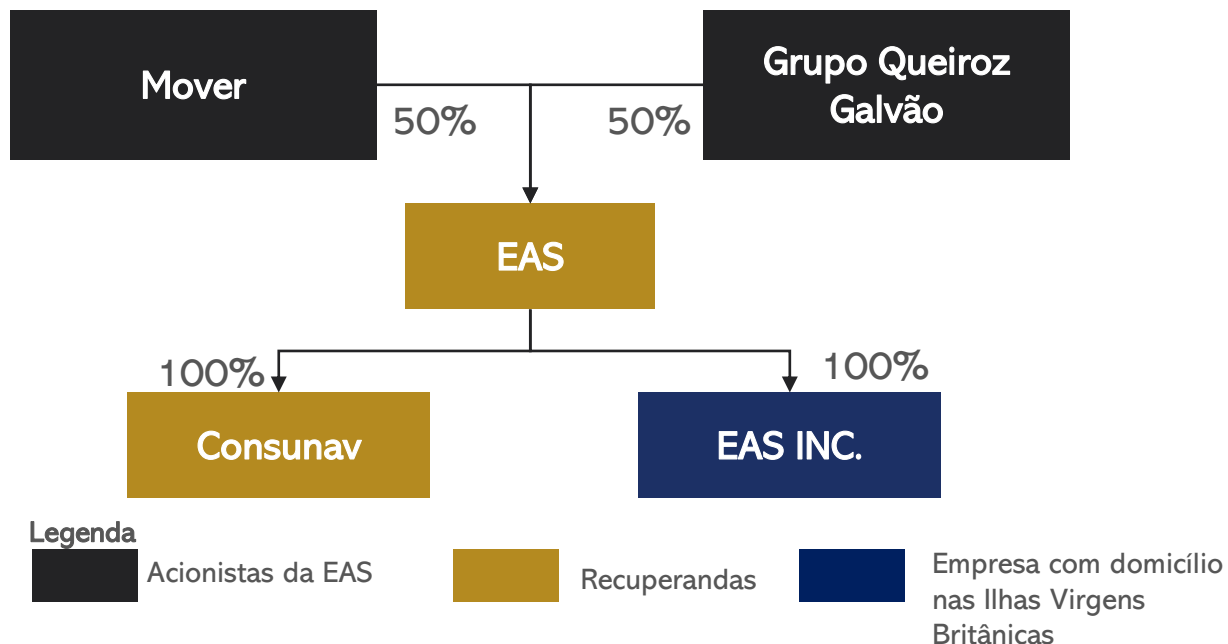 Mover
Grupo Queiroz
Galvão
50%
50%
EAS
100%
100%
Consunav
EAS INC.
Legenda
Acionistas da EAS
Recuperandas
Empresa com domicílio
nas Ilhas Virgens
Britânicas